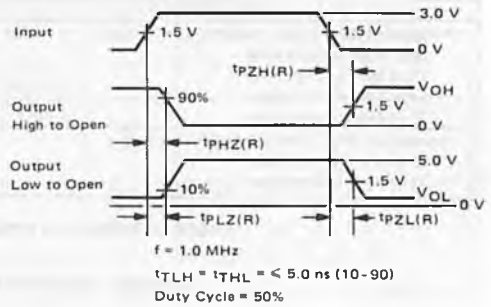 Input
1.5 V
1.5 V
3.0 V
0 V
tPZH(R)
Output
High to Open
90%
1.5 V
VOH
0 V
tPHZ(R)
Output
Low to Open
10%
1.5 V
5.0 V
VOL
0 V
tPLZ(R)
tPZL(R)
f = 1.0 MHz
tTLH = tTHL = ≤ 5.0 ns (10-90)
Duty Cycle = 50%